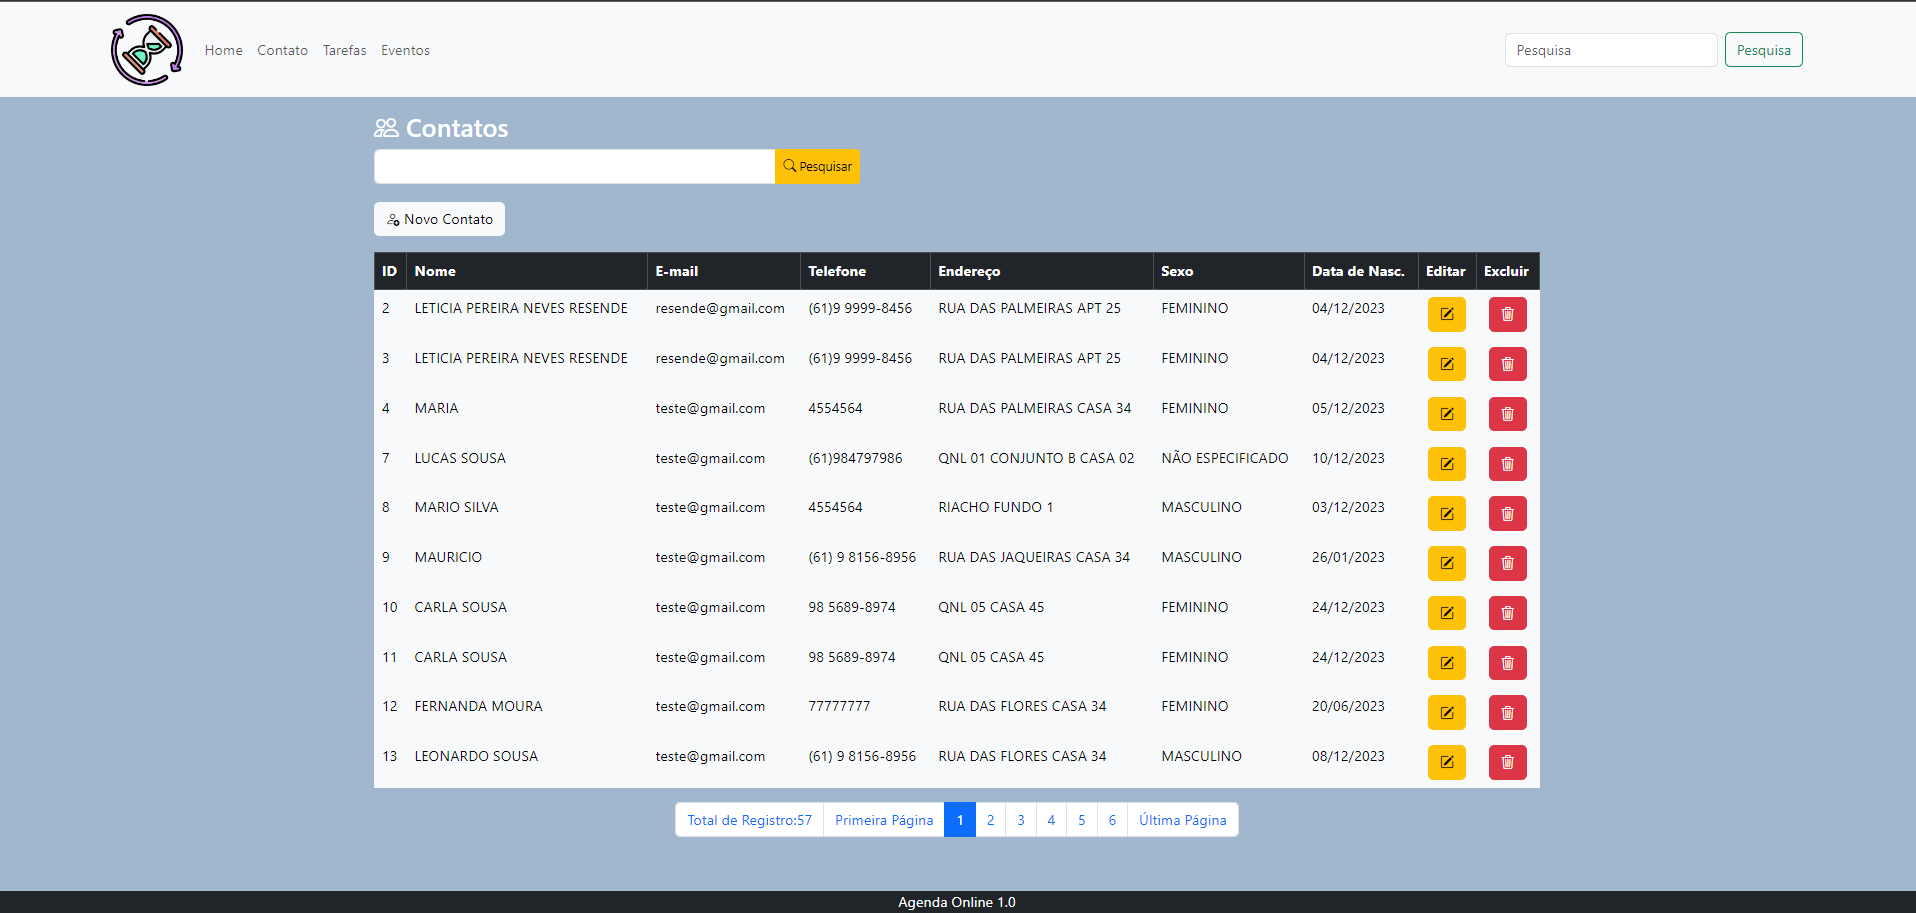 Home Contato Tarefas Eventos Pesquisa Pesquisa
Contatos
Pesquisar
Novo Contato
ID Nome E-mail Telefone Endereço Sexo Data de Nasc. Editar Excluir
2 LETICIA PEREIRA NEVES RESENDE resende@gmail.com (61)9 9999-8456 RUA DAS PALMEIRAS APT 25 FEMININO 04/12/2023
3 LETICIA PEREIRA NEVES RESENDE resende@gmail.com (61)9 9999-8456 RUA DAS PALMEIRAS APT 25 FEMININO 04/12/2023
4 MARIA teste@gmail.com 4554564 RUA DAS PALMEIRAS CASA 34 FEMININO 05/12/2023
7 LUCAS SOUSA teste@gmail.com (61)984797986 QNL 01 CONJUNTO B CASA 02 NÃO ESPECIFICADO 10/12/2023
8 MARIO SILVA teste@gmail.com 4554564 RIACHO FUNDO 1 MASCULINO 03/12/2023
9 MAURICIO teste@gmail.com (61) 9 8156-8956 RUA DAS JAQUEIRAS CASA 34 MASCULINO 26/01/2023
10 CARLA SOUSA teste@gmail.com 98 5689-8974 QNL 05 CASA 45 FEMININO 24/12/2023
11 CARLA SOUSA teste@gmail.com 98 5689-8974 QNL 05 CASA 45 FEMININO 24/12/2023
12 FERNANDA MOURA teste@gmail.com 77777777 RUA DAS FLORES CASA 34 FEMININO 20/06/2023
13 LEONARDO SOUSA teste@gmail.com (61) 9 8156-8956 RUA DAS FLORES CASA 34 MASCULINO 08/12/2023
Total de Registro:57 Primeira Página 1 2 3 4 5 6 Última Página
Agenda Online 1.0